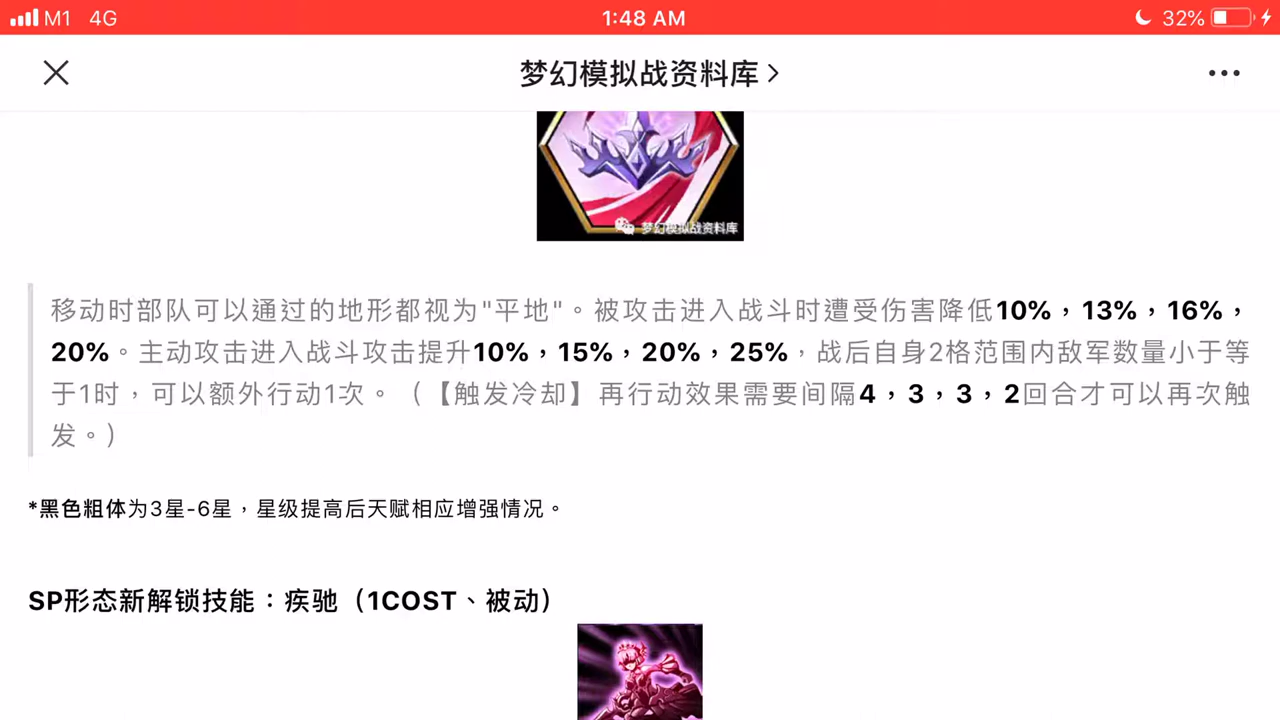 M1 4G 1:48 AM 32%
梦幻模拟战资料库
梦幻模拟战资料库
移动时部队可以通过的地形都视为"平地"。被攻击进入战斗时遭受伤害降低10%，13%，16%，
20%。主动攻击进入战斗攻击提升10%，15%，20%，25%，战后自身2格范围内敌军数量小于等
于1时，可以额外行动1次。（【触发冷却】再行动效果需要间隔4，3，3，2回合才可以再次触
发。）
*黑色粗体为3星-6星，星级提高后天赋相应增强情况。
SP形态新解锁技能：疾驰（1COST、被动）